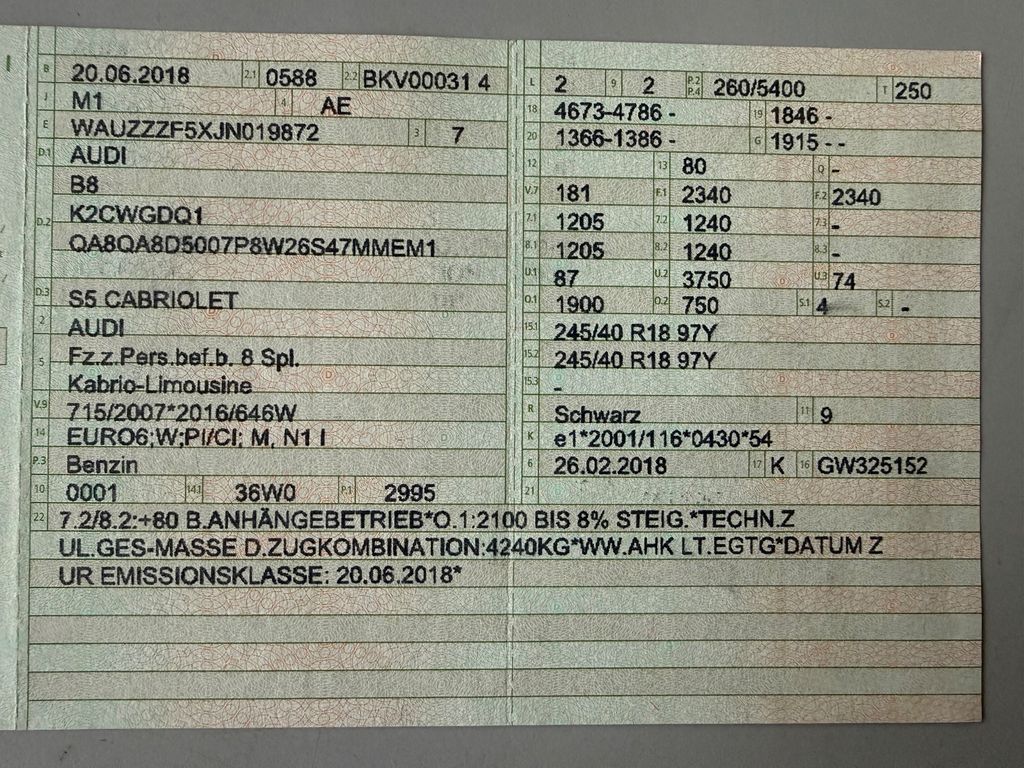 B 20.06.2018 2.1 0588 2.2 BKV00031 4
J M1 4 AE
E WAUZZZF5XJN019872 3 7
D.1 AUDI
B8
D.2 K2CWGDQ1
QA8QA8D5007P8W26S47MMEM1
D.3 S5 CABRIOLET
2 AUDI
5 Fz.z.Pers.bef.b. 8 Spl.
Kabrio-Limousine
V.9 715/2007*2016/646W
14 EURO6;W;PI/CI; M, N1 I
P.3 Benzin
10 0001 14.1 36W0 P.1 2995
L 2 9 2 P.2 P.4 260/5400 T 250
18 4673-4786 - 19 1846 -
20 1366-1386 - G 1915 - -
12 13 80 Q -
V.7 181 F.1 2340 F.2 2340
7.1 1205 7.2 1240 7.3 -
8.1 1205 8.2 1240 8.3 -
U.1 87 U.2 3750 U.3 74
O.1 1900 O.2 750 S.1 4 S.2 -
15.1 245/40 R18 97Y
15.2 245/40 R18 97Y
15.3 -
R Schwarz 11 9
K e1*2001/116*0430*54
6 26.02.2018 17 K 16 GW325152
21
22 7.2/8.2:+80 B.ANHÄNGEBETRIEB*O.1:2100 BIS 8% STEIG.*TECHN.Z
UL.GES-MASSE D.ZUGKOMBINATION:4240KG*WW.AHK LT.EGTG*DATUM Z
UR EMISSIONSKLASSE: 20.06.2018*